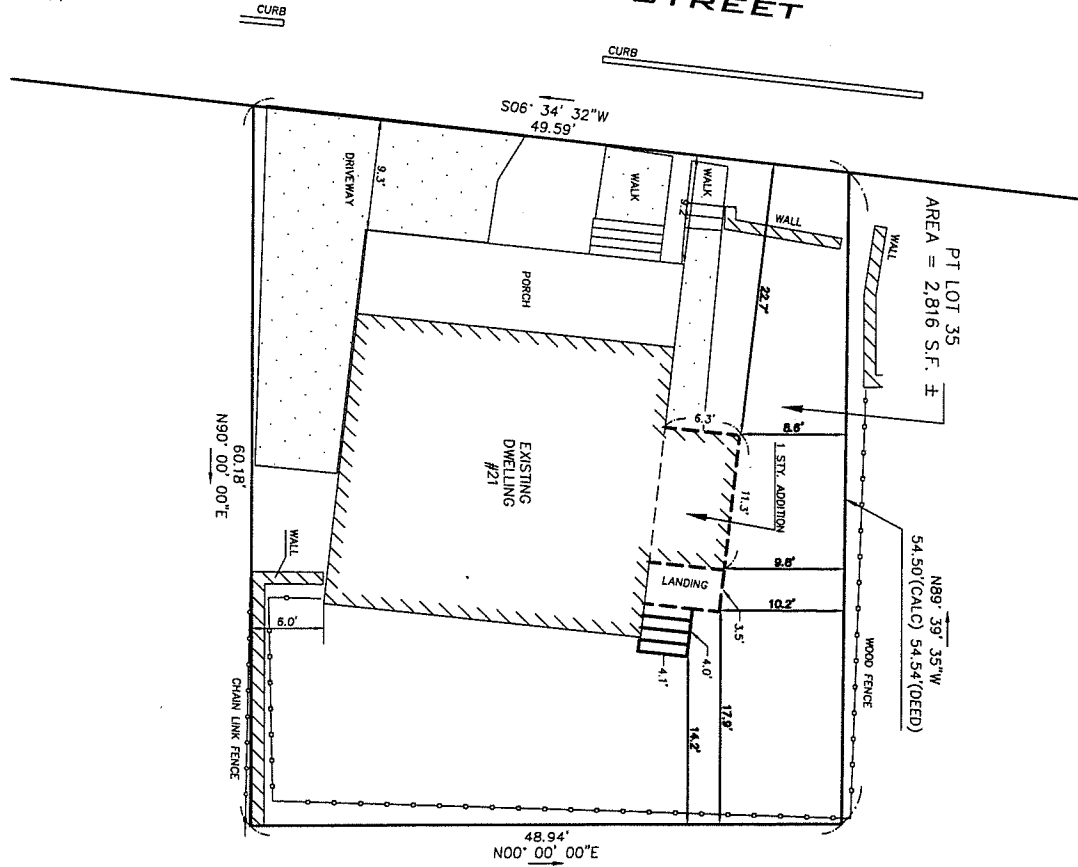 STREET
CURB
CURB
S06° 34' 32"W
49.59'
DRIVEWAY
9.3'
WALK
WALK
9.2'
WALL
WALL
PT LOT 35
AREA = 2,816 S.F. ±
22.7'
PORCH
6.3'
8.6'
1 STY. ADDITION
11.3'
EXISTING
DWELLING
#21
N89° 39' 35"W
54.50'(CALC) 54.54'(DEED)
60.18'
N90° 00' 00"E
WALL
LANDING
9.6'
10.2'
3.5'
4.0'
4.1'
6.0'
WOOD FENCE
17.9'
14.2'
CHAIN LINK FENCE
48.94'
N00° 00' 00"E